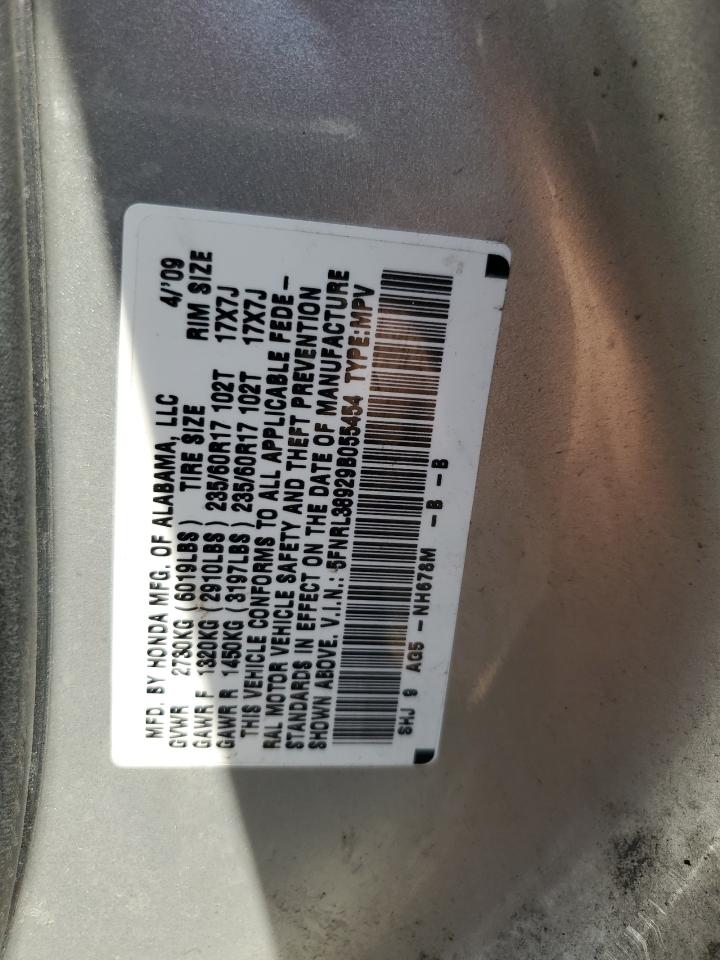 MFD. BY HONDA MFG. OF ALABAMA, LLC 4/'09
GVWR 2730KG (6019LBS) TIRE SIZE RIM SIZE
GAWR F 1320KG (2910LBS) 235/60R17 102T 17X7J
GAWR R 1450KG (3197LBS) 235/60R17 102T 17X7J
THIS VEHICLE CONFORMS TO ALL APPLICABLE FEDE-
RAL MOTOR VEHICLE SAFETY AND THEFT PREVENTION
STANDARDS IN EFFECT ON THE DATE OF MANUFACTURE
SHOWN ABOVE. V.I.N.: 5FNRL38929B055454 TYPE:MPV
SHJ 9 AG5 -NH678M - B - B